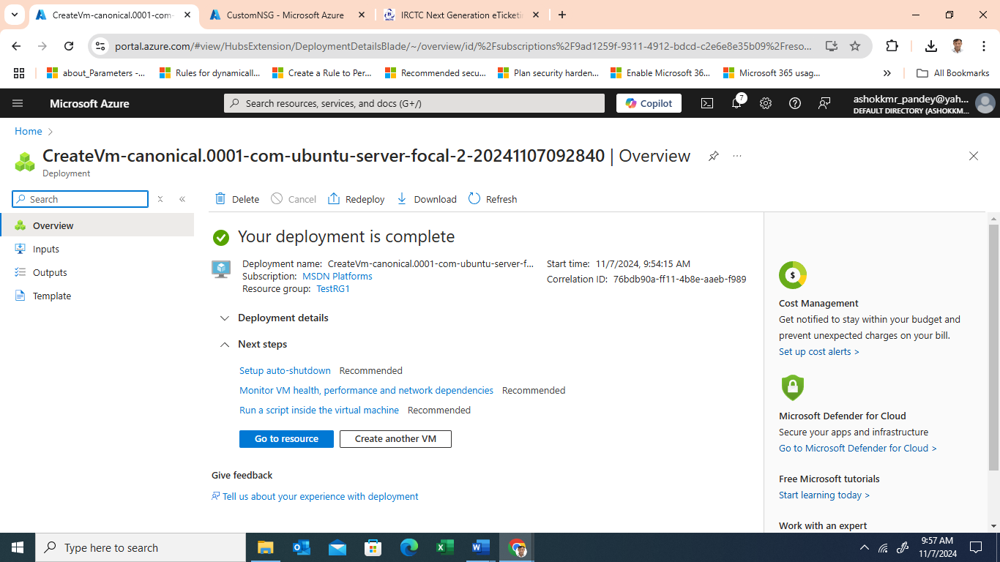 CreateVm-canonical.0001-com-
CustomNSG - Microsoft Azure
IRCTC Next Generation eTicketi
portal.azure.com/#view/HubsExtension/DeploymentDetailsBlade/~/overview/id/%2Fsubscriptions%2F9ad1259f-9311-4912-bdcd-c2e6e8e35b09%2Freso...
about_Parameters -...
Rules for dynamicall...
Create a Rule to Per...
Recommended secu...
Plan security harden...
Enable Microsoft 36...
Microsoft 365 usag...
All Bookmarks
Microsoft Azure
Search resources, services, and docs (G+/)
Copilot
7
ashokkmr_pandey@yah...
DEFAULT DIRECTORY (ASHOKKM...
Home
CreateVm-canonical.0001-com-ubuntu-server-focal-2-20241107092840 | Overview
Deployment
Search
Delete
Cancel
Redeploy
Download
Refresh
Overview
Inputs
Outputs
Template
Your deployment is complete
Deployment name: CreateVm-canonical.0001-com-ubuntu-server-f...
Subscription: MSDN Platforms
Resource group: TestRG1
Start time: 11/7/2024, 9:54:15 AM
Correlation ID: 76bdb90a-ff11-4b8e-aaeb-f989
Deployment details
Next steps
Setup auto-shutdown Recommended
Monitor VM health, performance and network dependencies Recommended
Run a script inside the virtual machine Recommended
Go to resource
Create another VM
Give feedback
Tell us about your experience with deployment
Cost Management
Get notified to stay within your budget and
prevent unexpected charges on your bill.
Set up cost alerts >
Microsoft Defender for Cloud
Secure your apps and infrastructure
Go to Microsoft Defender for Cloud >
Free Microsoft tutorials
Start learning today >
Work with an expert
Type here to search
9:57 AM
11/7/2024